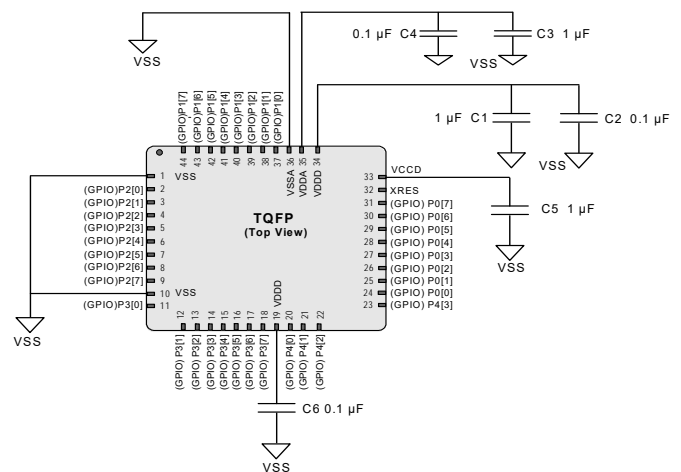 0.1 µF C4
C3 1 µF
VSS
VSS
1 µF C1
C2 0.1 µF
VSS
(GPIO)P1[7]
(GPIO)P1[6]
(GPIO)P1[5]
(GPIO)P1[4]
(GPIO)P1[3]
(GPIO)P1[2]
(GPIO)P1[1]
(GPIO)P1[0]
44
43
42
41
40
39
38
37
36
35
34
VSSA
VDDA
VDDD
1 VSS
(GPIO)P2[0] 2
(GPIO)P2[1] 3
(GPIO)P2[2] 4
(GPIO)P2[3] 5
(GPIO)P2[4] 6
(GPIO)P2[5] 7
(GPIO)P2[6] 8
(GPIO)P2[7] 9
10 VSS
(GPIO)P3[0] 11
VSS
TQFP
(Top View)
33 VCCD
32 XRES
31 (GPIO) P0[7]
30 (GPIO) P0[6]
29 (GPIO) P0[5]
28 (GPIO) P0[4]
27 (GPIO) P0[3]
26 (GPIO) P0[2]
25 (GPIO) P0[1]
24 (GPIO) P0[0]
23 (GPIO) P4[3]
C5 1 µF
VSS
VDDD
12
13
14
15
16
17
18
19
20
21
22
(GPIO) P3[1]
(GPIO) P3[2]
(GPIO) P3[3]
(GPIO) P3[4]
(GPIO) P3[5]
(GPIO) P3[6]
(GPIO) P3[7]
(GPIO) P4[0]
(GPIO) P4[1]
(GPIO) P4[2]
C6 0.1 µF
VSS